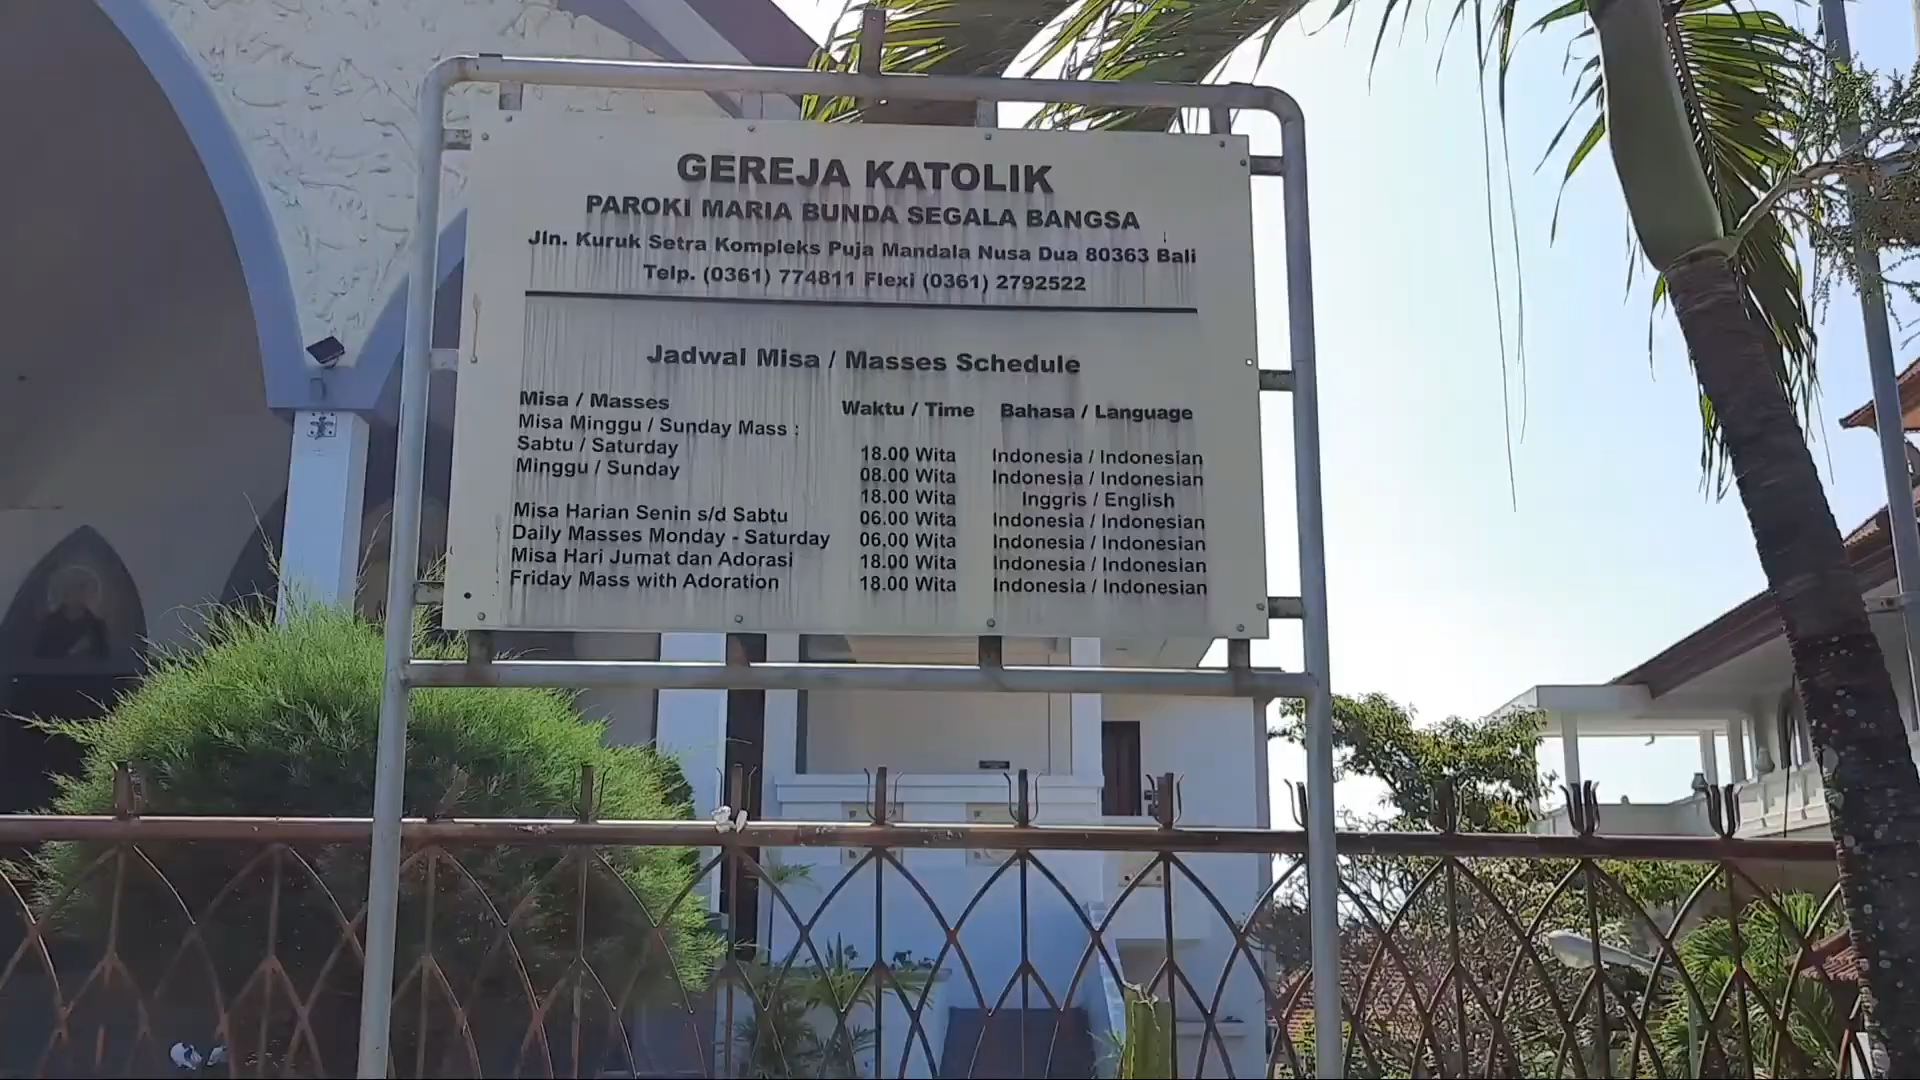 GEREJA KATOLIK
PAROKI MARIA BUNDA SEGALA BANGSA
Jln. Kuruk Setra Kompleks Puja Mandala Nusa Dua 80363 Bali
Telp. (0361) 774811 Flexi (0361) 2792522
Jadwal Misa / Masses Schedule
Misa / Masses Waktu / Time Bahasa / Language
Misa Minggu / Sunday Mass :
Sabtu / Saturday 18.00 Wita Indonesia / Indonesian
Minggu / Sunday 08.00 Wita Indonesia / Indonesian
18.00 Wita Inggris / English
Misa Harian Senin s/d Sabtu 06.00 Wita Indonesia / Indonesian
Daily Masses Monday - Saturday 06.00 Wita Indonesia / Indonesian
Misa Hari Jumat dan Adorasi 18.00 Wita Indonesia / Indonesian
Friday Mass with Adoration 18.00 Wita Indonesia / Indonesian